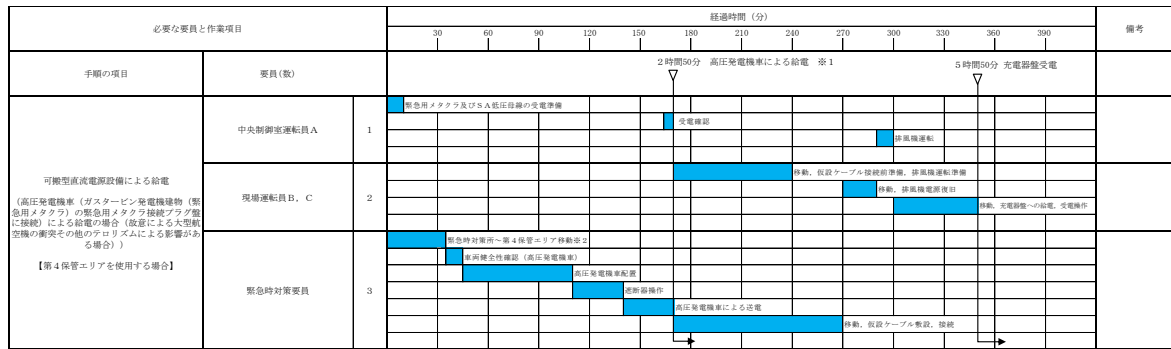 必要な要員と作業項目
経過時間（分）
備考
30 60 90 120 150 180 210 240 270 300 330 360 390
手順の項目
要員(数)
2時間50分 高圧発電機車による給電 ※1
5時間50分 充電器盤受電
可搬型直流電源設備による給電
（高圧発電機車（ガスタービン発電機建物（緊
急用メタクラ）の緊急用メタクラ接続プラグ盤
に接続）による給電の場合（故意による大型航
空機の衝突その他のテロリズムによる影響があ
る場合））
【第4保管エリアを使用する場合】
中央制御室運転員A
1
緊急用メタクラ及びSA低圧母線の受電準備
受電確認
排風機運転
現場運転員B，C
2
移動，仮設ケーブル接続前準備，排風機運転準備
移動，排風機電源復旧
移動，充電器盤への給電，受電操作
緊急時対策要員
3
緊急時対策所～第4保管エリア移動※2
車両健全性確認（高圧発電機車）
高圧発電機車配置
遮断器操作
高圧発電機車による送電
移動，仮設ケーブル敷設，接続